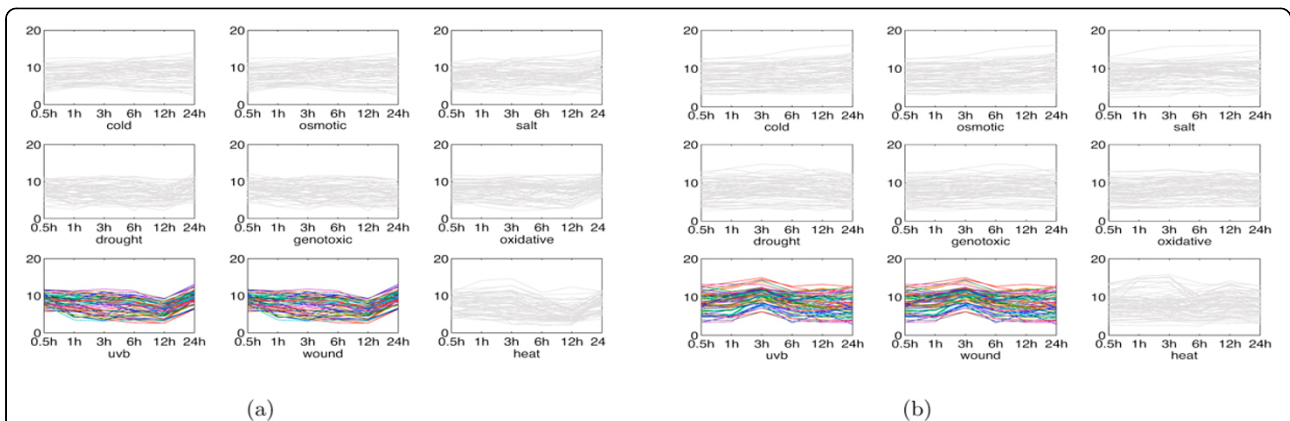 20 20 20
10 10 10
0 0 0
0.5h 1h 3h 6h 12h 24h 0.5h 1h 3h 6h 12h 24h 0.5h 1h 3h 6h 12h 24
cold osmotic salt
20 20 20
10 10 10
0 0 0
0.5h 1h 3h 6h 12h 24h 0.5h 1h 3h 6h 12h 24h 0.5h 1h 3h 6h 12h 24
drought genotoxic oxidative
20 20 20
10 10 10
0 0 0
0.5h 1h 3h 6h 12h 24h 0.5h 1h 3h 6h 12h 24h 0.5h 1h 3h 6h 12h 24h
uvb wound heat
(a)
20 20 20
10 10 10
0 0 0
0.5h 1h 3h 6h 12h 24h 0.5h 1h 3h 6h 12h 24h 0.5h 1h 3h 6h 12h 24h
cold osmotic salt
20 20 20
10 10 10
0 0 0
0.5h 1h 3h 6h 12h 24h 0.5h 1h 3h 6h 12h 24h 0.5h 1h 3h 6h 12h 24h
drought genotoxic oxidative
20 20 20
10 10 10
0 0 0
0.5h 1h 3h 6h 12h 24h 0.5h 1h 3h 6h 12h 24h 0.5h 1h 3h 6h 12h 24h
uvb wound heat
(b)